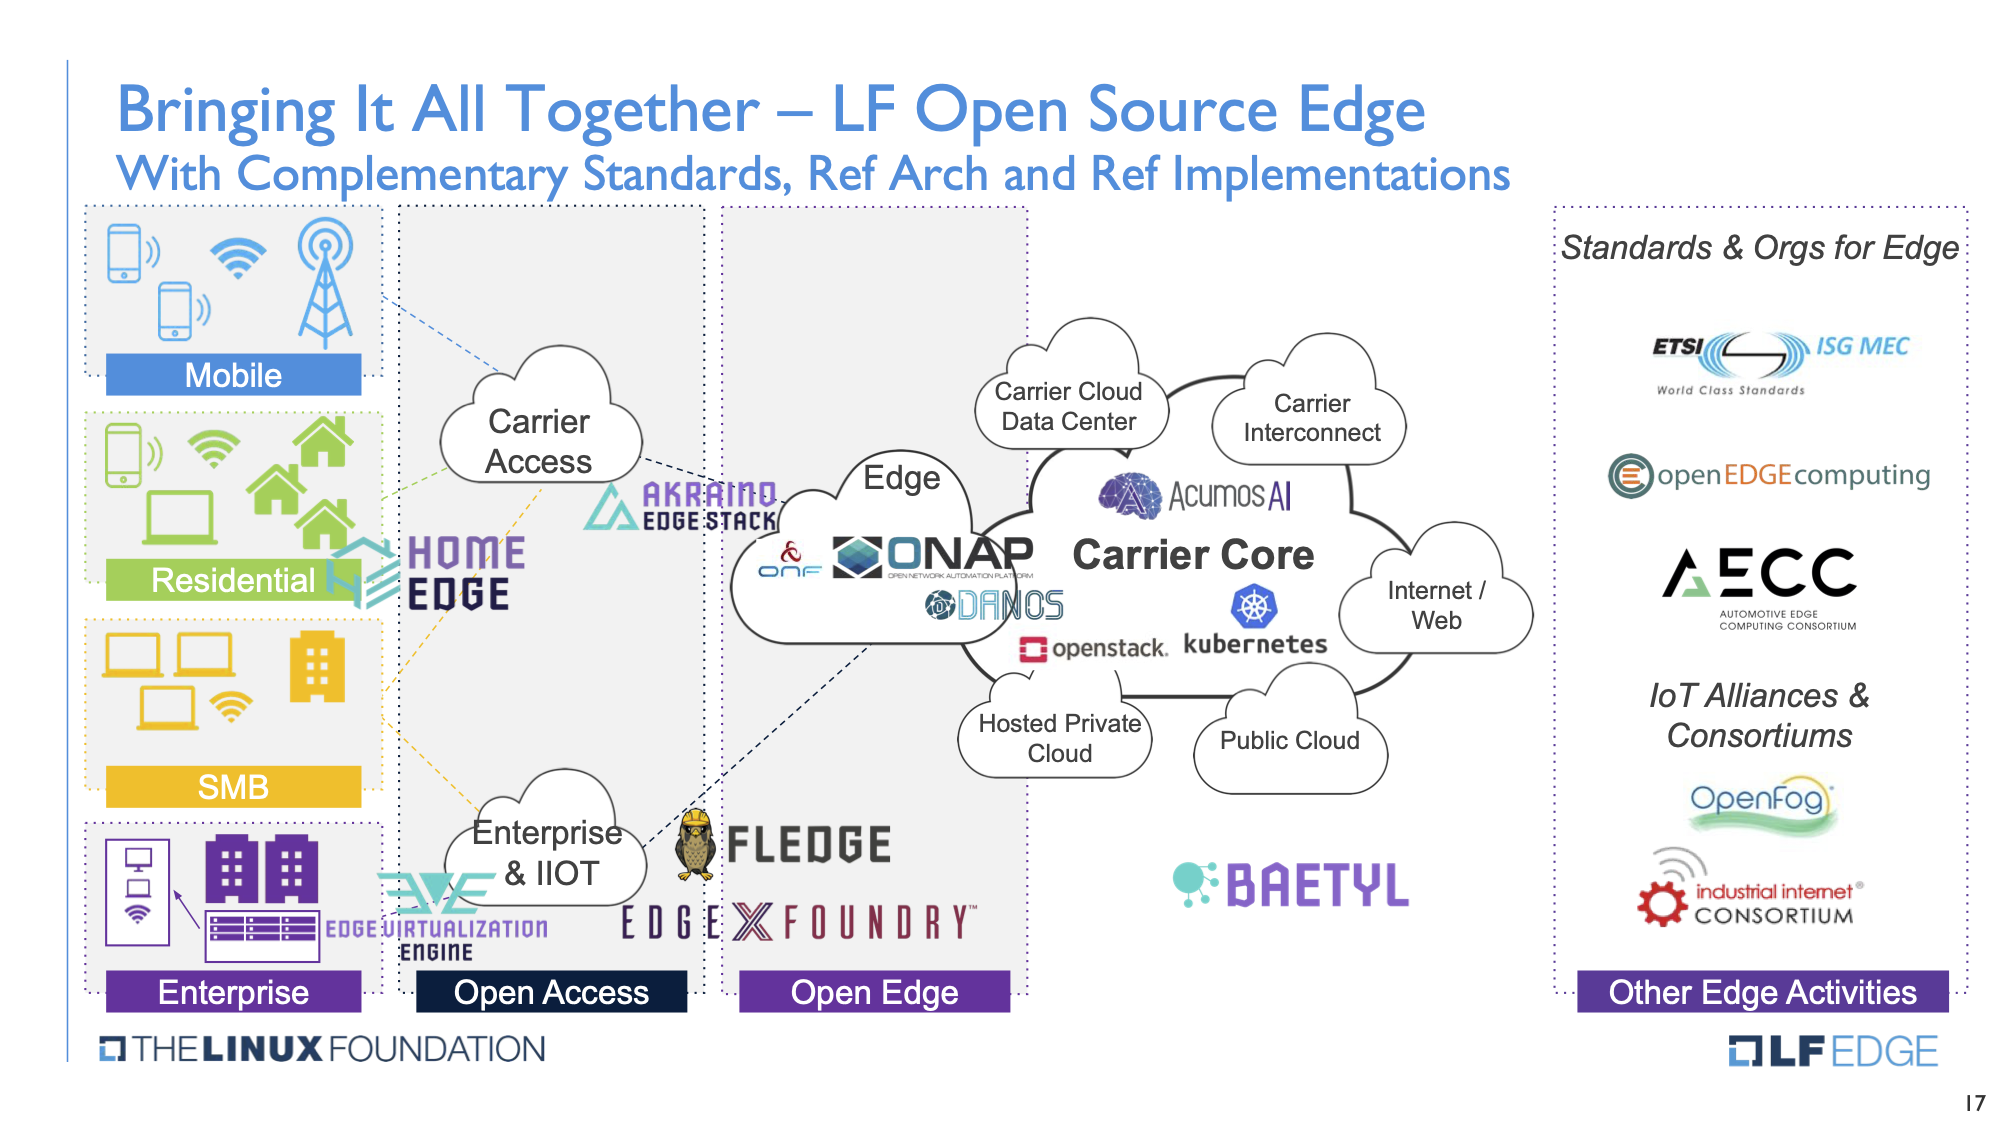 Bringing It All Together – LF Open Source Edge
With Complementary Standards, Ref Arch and Ref Implementations
Mobile
Residential
SMB
Enterprise
Carrier
Access
HOME
EDGE
AKRAINO
EDGE STACK
Enterprise
& IIOT
EDGE VIRTUALIZATION
ENGINE
Open Access
Edge
ONF
ONAP
OPEN NETWORK AUTOMATION PLATFORM
DANOS
FLEDGE
EDGE X FOUNDRY™
Open Edge
Carrier Cloud
Data Center
Carrier
Interconnect
Acumos AI
Carrier Core
openstack.
kubernetes
Internet /
Web
Hosted Private
Cloud
Public Cloud
BAETYL
Standards & Orgs for Edge
ETSI ISG MEC
World Class Standards
openEDGEcomputing
AECC
AUTOMOTIVE EDGE
COMPUTING CONSORTIUM
IoT Alliances &
Consortiums
OpenFog
industrial internet®
CONSORTIUM
Other Edge Activities
THE LINUX FOUNDATION
LF EDGE
17